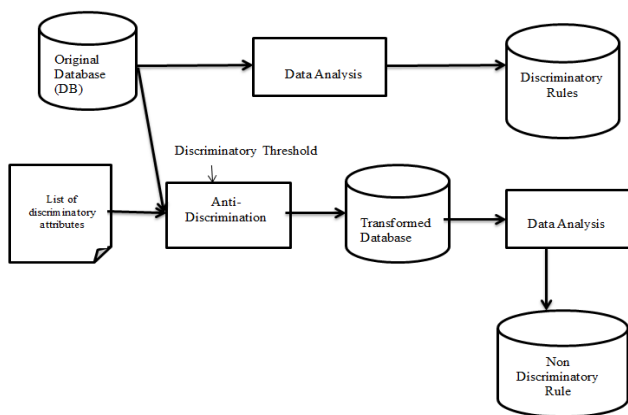 Original
Database
(DB)
Data Analysis
Discriminatory
Rules
Discriminatory Threshold
List of
discriminatory
attributes
Anti-
Discrimination
Transformed
Database
Data Analysis
Non
Discriminatory
Rule